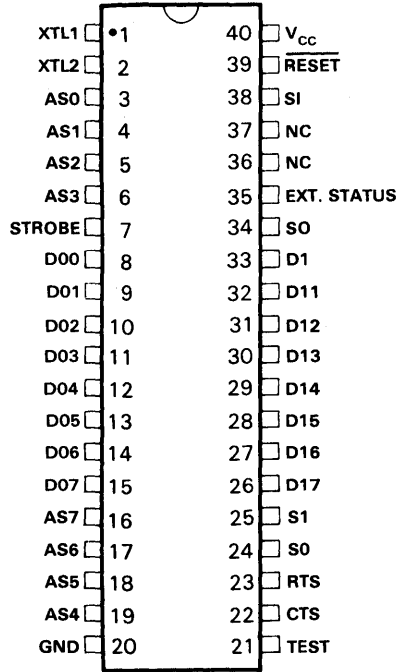 XTL1 •1 40 VCC
XTL2 2 39 RESET
AS0 3 38 SI
AS1 4 37 NC
AS2 5 36 NC
AS3 6 35 EXT. STATUS
STROBE 7 34 SO
D00 8 33 D1
D01 9 32 D11
D02 10 31 D12
D03 11 30 D13
D04 12 29 D14
D05 13 28 D15
D06 14 27 D16
D07 15 26 D17
AS7 16 25 S1
AS6 17 24 S0
AS5 18 23 RTS
AS4 19 22 CTS
GND 20 21 TEST